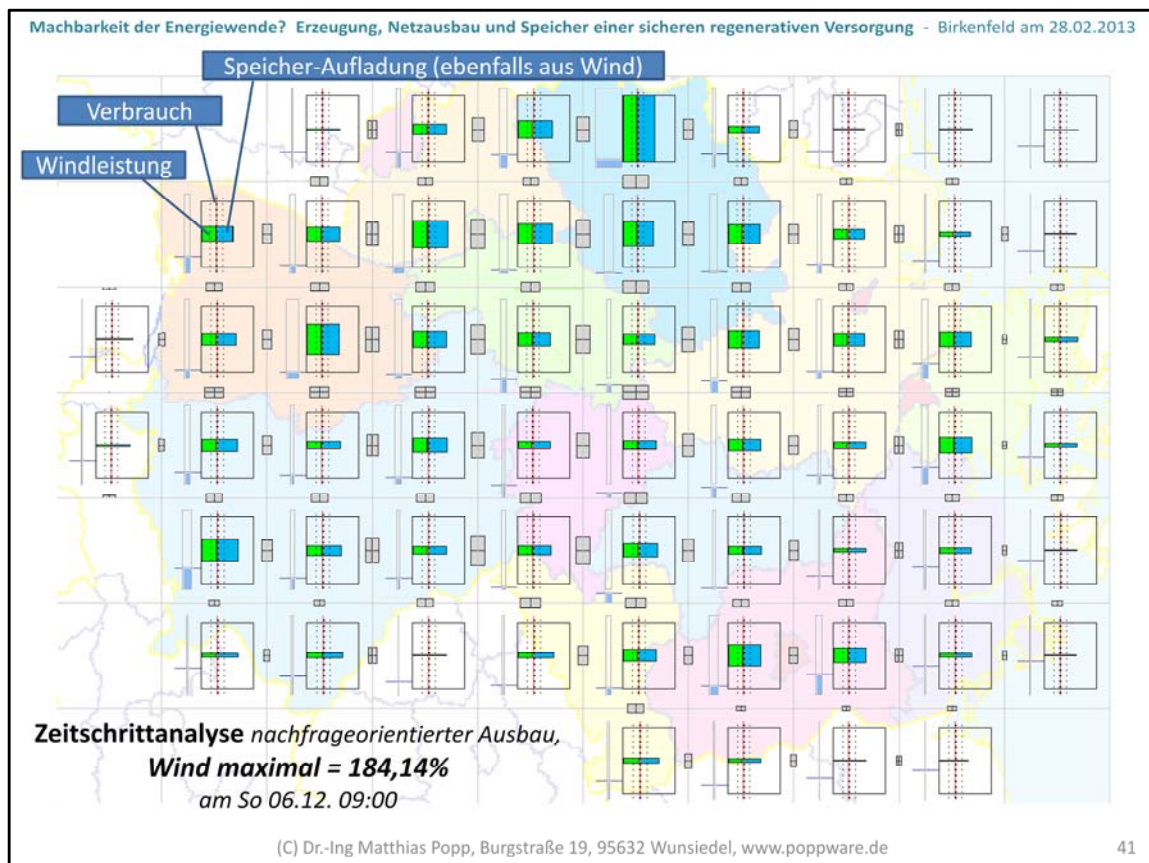 Machbarkeit der Energiewende? Erzeugung, Netzausbau und Speicher einer sicheren regenerativen Versorgung - Birkenfeld am 28.02.2013
Speicher-Aufladung (ebenfalls aus Wind)
Verbrauch
Windleistung
Zeitschrittanalyse nachfrageorientierter Ausbau,
Wind maximal = 184,14%
am So 06.12. 09:00
(C) Dr.-Ing Matthias Popp, Burgstraße 19, 95632 Wunsiedel, www.poppware.de 41